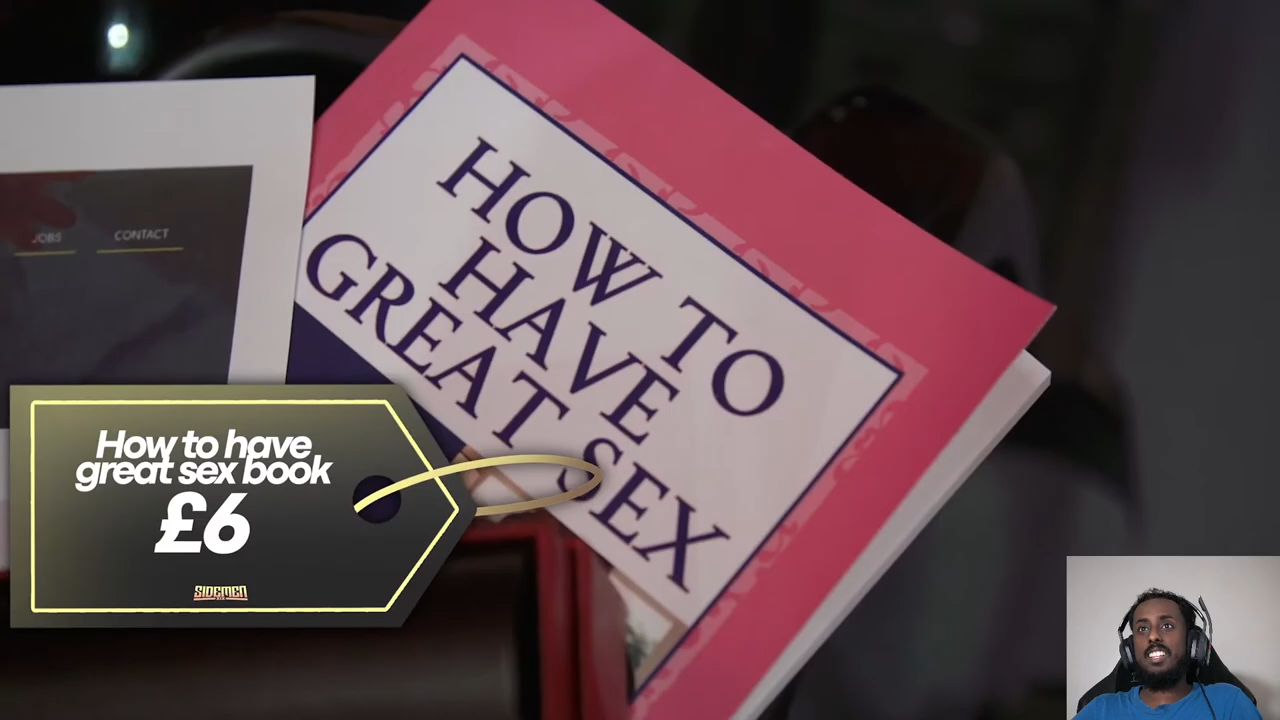 JOBS
CONTACT
HOW TO
HAVE
GREAT SEX
How to have
great sex book
£6
SIDEMEN